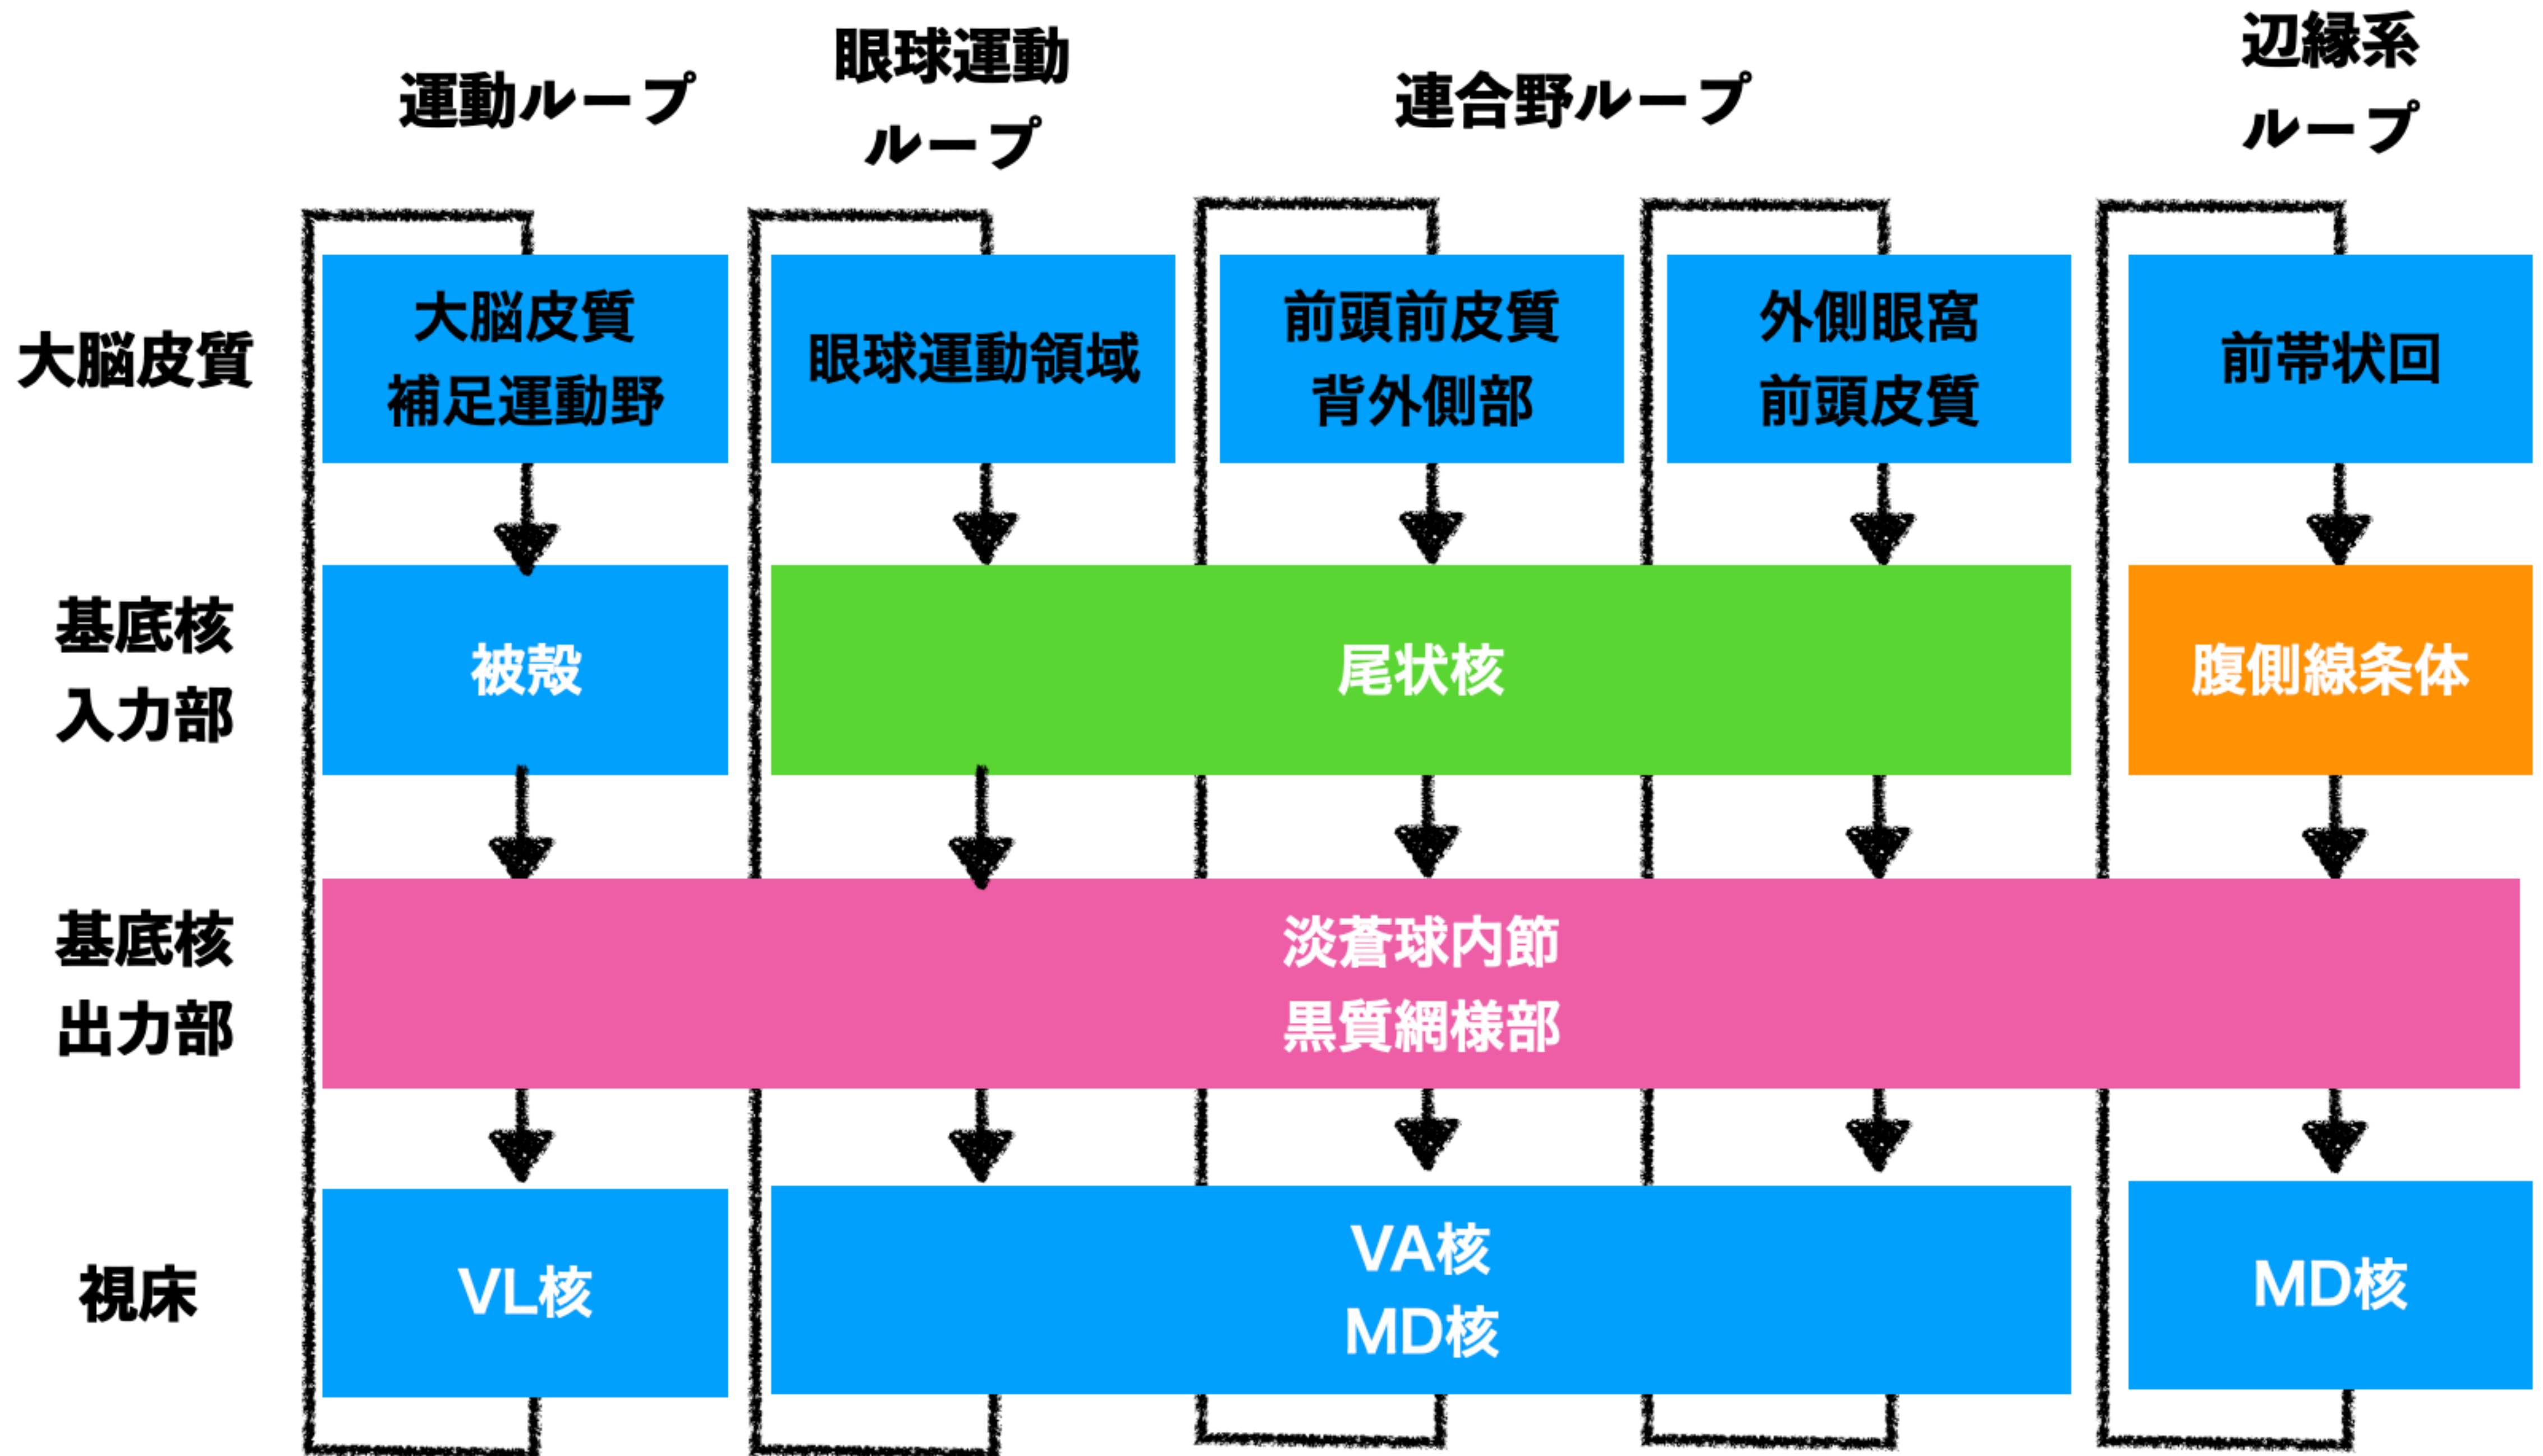 運動ループ
眼球運動
ループ
連合野ループ
辺縁系
ループ
大脳皮質
大脳皮質
補足運動野
眼球運動領域
前頭前皮質
背外側部
外側眼窩
前頭皮質
前帯状回
基底核
入力部
被殻
尾状核
腹側線条体
基底核
出力部
淡蒼球内節
黒質網様部
視床
VL核
VA核
MD核
MD核